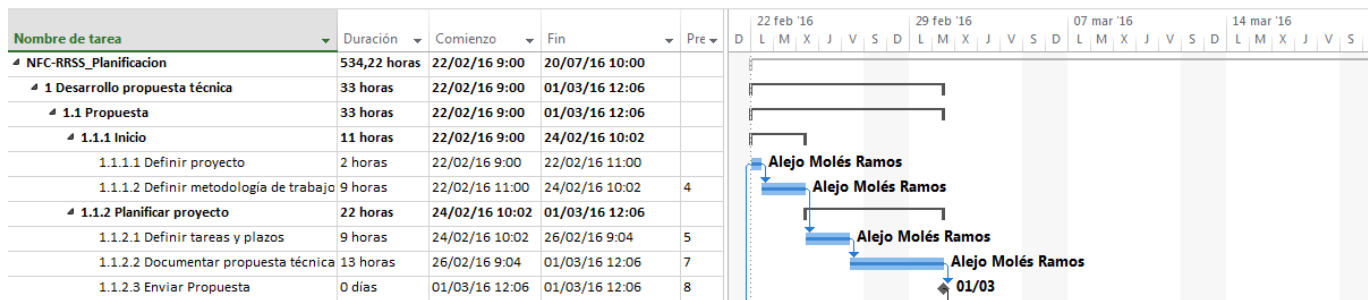 22 feb '16 29 feb '16 07 mar '16 14 mar '16
Nombre de tarea Duración Comienzo Fin Pre D L M X J V S D L M X J V S D L M X J V S D L M X J V S
NFC-RRSS_Planificacion 534,22 horas 22/02/16 9:00 20/07/16 10:00
1 Desarrollo propuesta técnica 33 horas 22/02/16 9:00 01/03/16 12:06
1.1 Propuesta 33 horas 22/02/16 9:00 01/03/16 12:06
1.1.1 Inicio 11 horas 22/02/16 9:00 24/02/16 10:02
1.1.1.1 Definir proyecto 2 horas 22/02/16 9:00 22/02/16 11:00 Alejo Molés Ramos
1.1.1.2 Definir metodología de trabajo 9 horas 22/02/16 11:00 24/02/16 10:02 4 Alejo Molés Ramos
1.1.2 Planificar proyecto 22 horas 24/02/16 10:02 01/03/16 12:06
1.1.2.1 Definir tareas y plazos 9 horas 24/02/16 10:02 26/02/16 9:04 5 Alejo Molés Ramos
1.1.2.2 Documentar propuesta técnica 13 horas 26/02/16 9:04 01/03/16 12:06 7 Alejo Molés Ramos
1.1.2.3 Enviar Propuesta 0 días 01/03/16 12:06 01/03/16 12:06 8 01/03